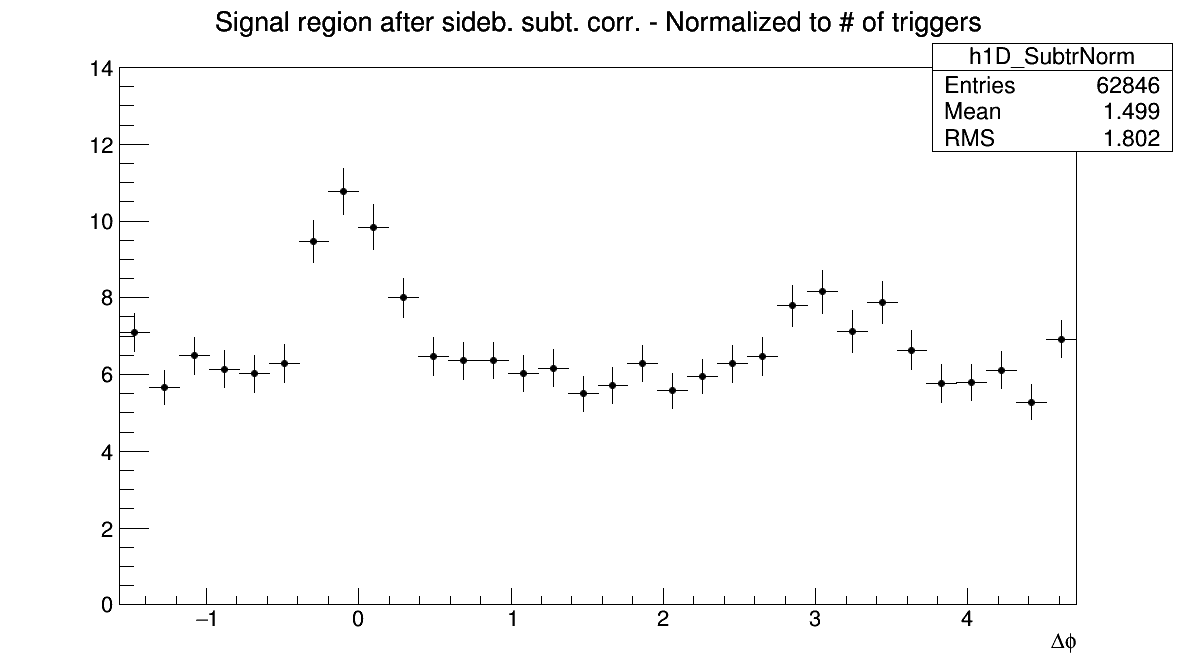 Signal region after sideb. subt. corr. - Normalized to # of triggers
h1D_SubtrNorm
Entries 62846
Mean 1.499
RMS 1.802
14
12
10
8
6
4
2
0
−1 0 1 2 3 4
Δϕ